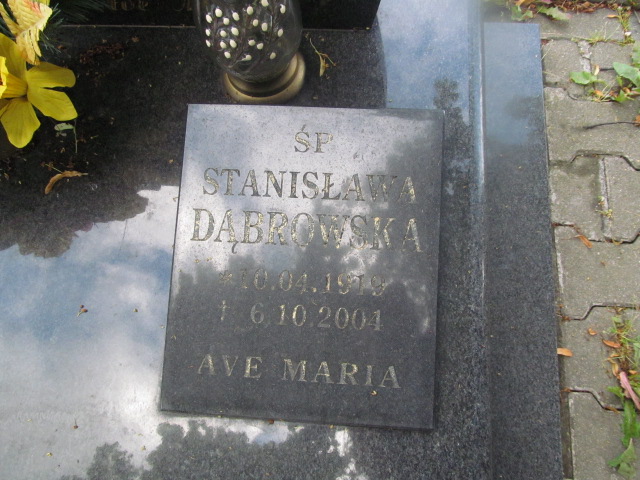 ŚP
STANISŁAWA
DĄBROWSKA
* 10.04.1919
† 6.10.2004
AVE MARIA